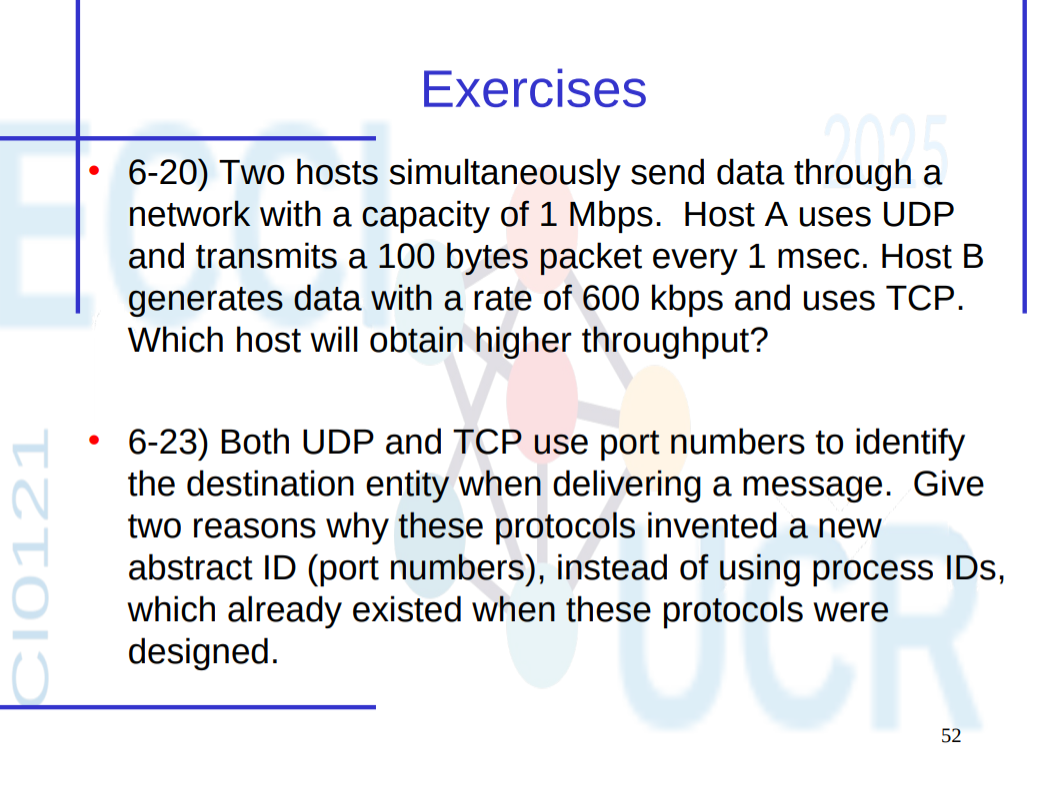 Exercises
2025
• 6-20) Two hosts simultaneously send data through a
network with a capacity of 1 Mbps.  Host A uses UDP
and transmits a 100 bytes packet every 1 msec. Host B
generates data with a rate of 600 kbps and uses TCP.
Which host will obtain higher throughput?
• 6-23) Both UDP and TCP use port numbers to identify
the destination entity when delivering a message.  Give
two reasons why these protocols invented a new
abstract ID (port numbers), instead of using process IDs,
which already existed when these protocols were
designed.
ECCI
CI0121
UCR
52